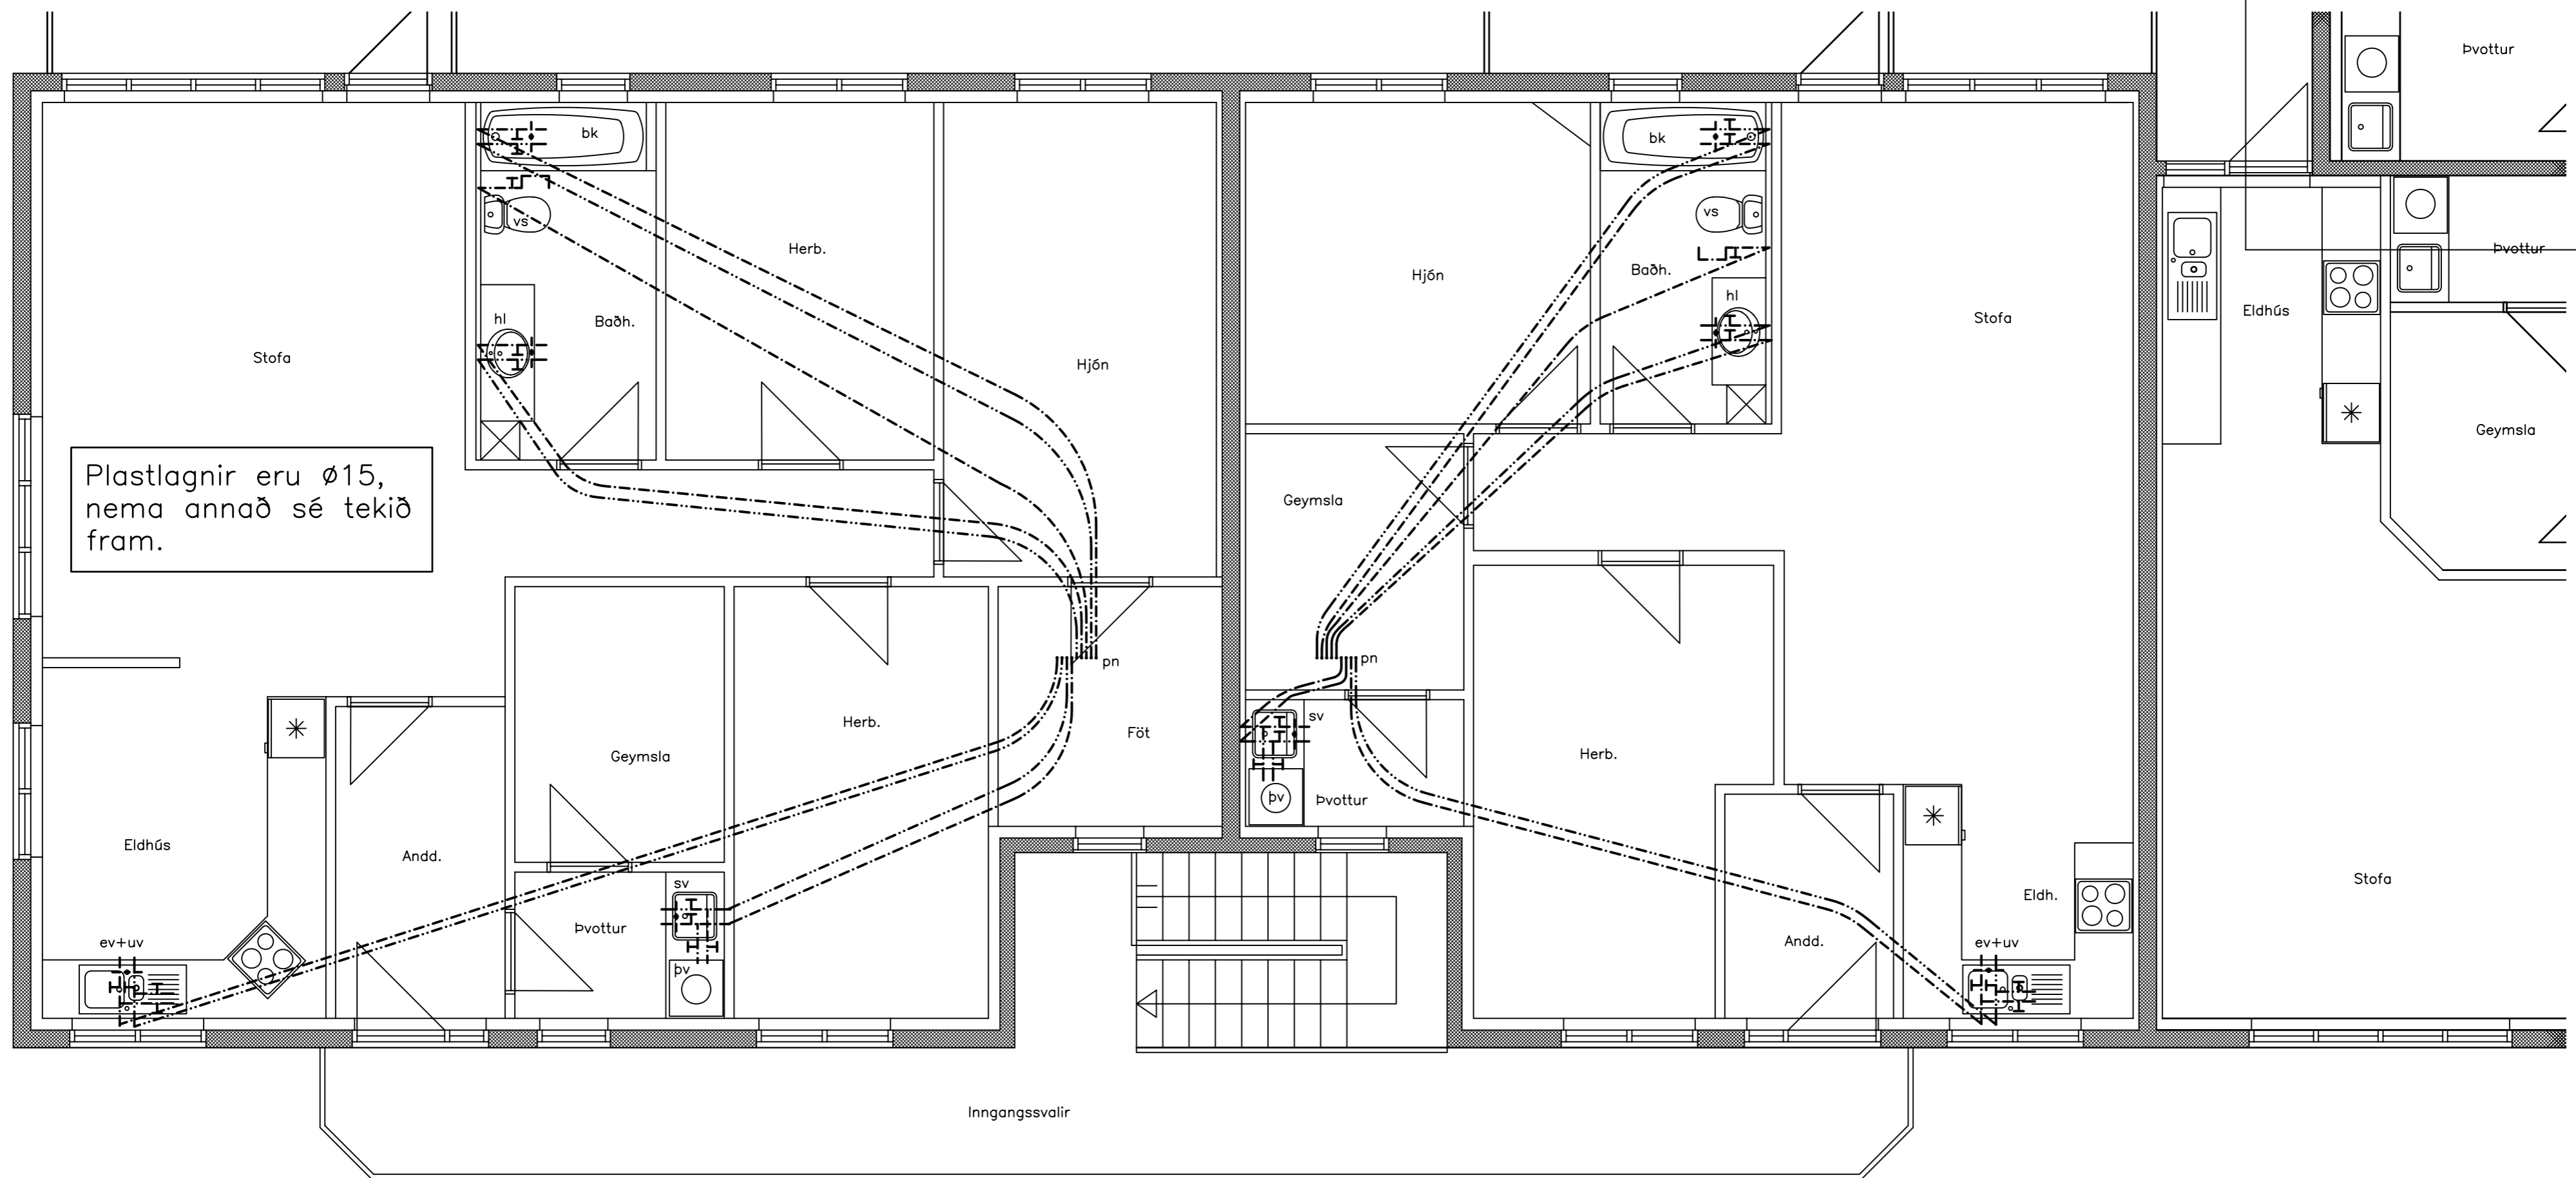 Þvottur
bk
bk
vs
vs
Herb.
Þvottur
Baðh.
Hjón
hl
Eldhús
hl
Baðh.
Stofa
Stofa
Hjón
Geymsla
Plastlagnir eru ø15,
nema annað sé tekið
fram.
Geymsla
pn
pn
sv
Herb.
Föt
Geymsla
Herb.
þv
Þvottur
Eldhús
Andd.
Stofa
sv
Eldh.
Þvottur
ev+uv
Andd.
ev+uv
þv
Inngangssvalir